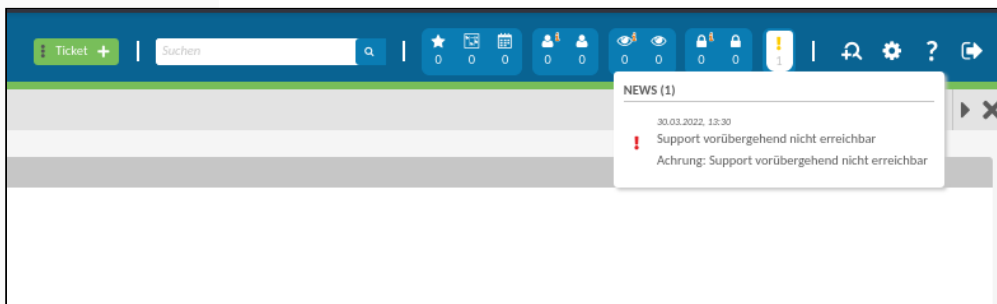 Ticket
Suchen
0 0 0 0 0 0 0 0 0 1
NEWS (1)
30.03.2022, 13:30
Support vorübergehend nicht erreichbar
Achrung: Support vorübergehend nicht erreichbar